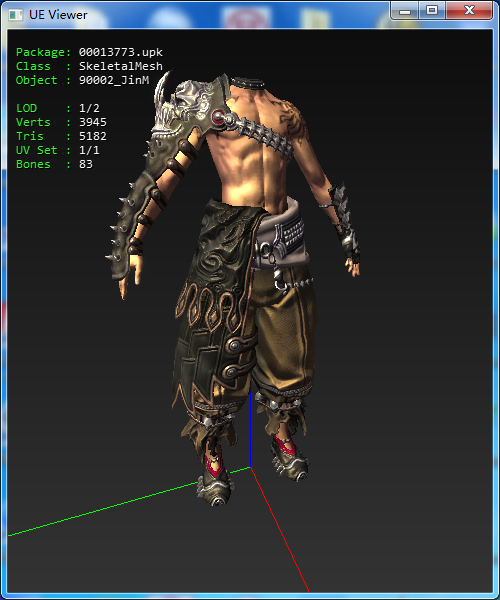 UE Viewer
Package: 00013773.upk
Class : SkeletalMesh
Object : 90002_JinM
LOD : 1/2
Verts : 3945
Tris : 5182
UV Set : 1/1
Bones : 83